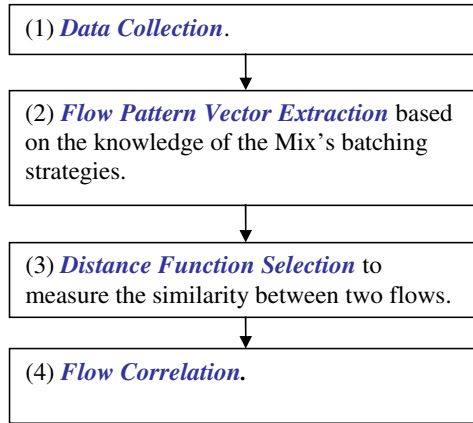 (1) Data Collection.
(2) Flow Pattern Vector Extraction based
on the knowledge of the Mix's batching
strategies.
(3) Distance Function Selection to
measure the similarity between two flows.
(4) Flow Correlation.